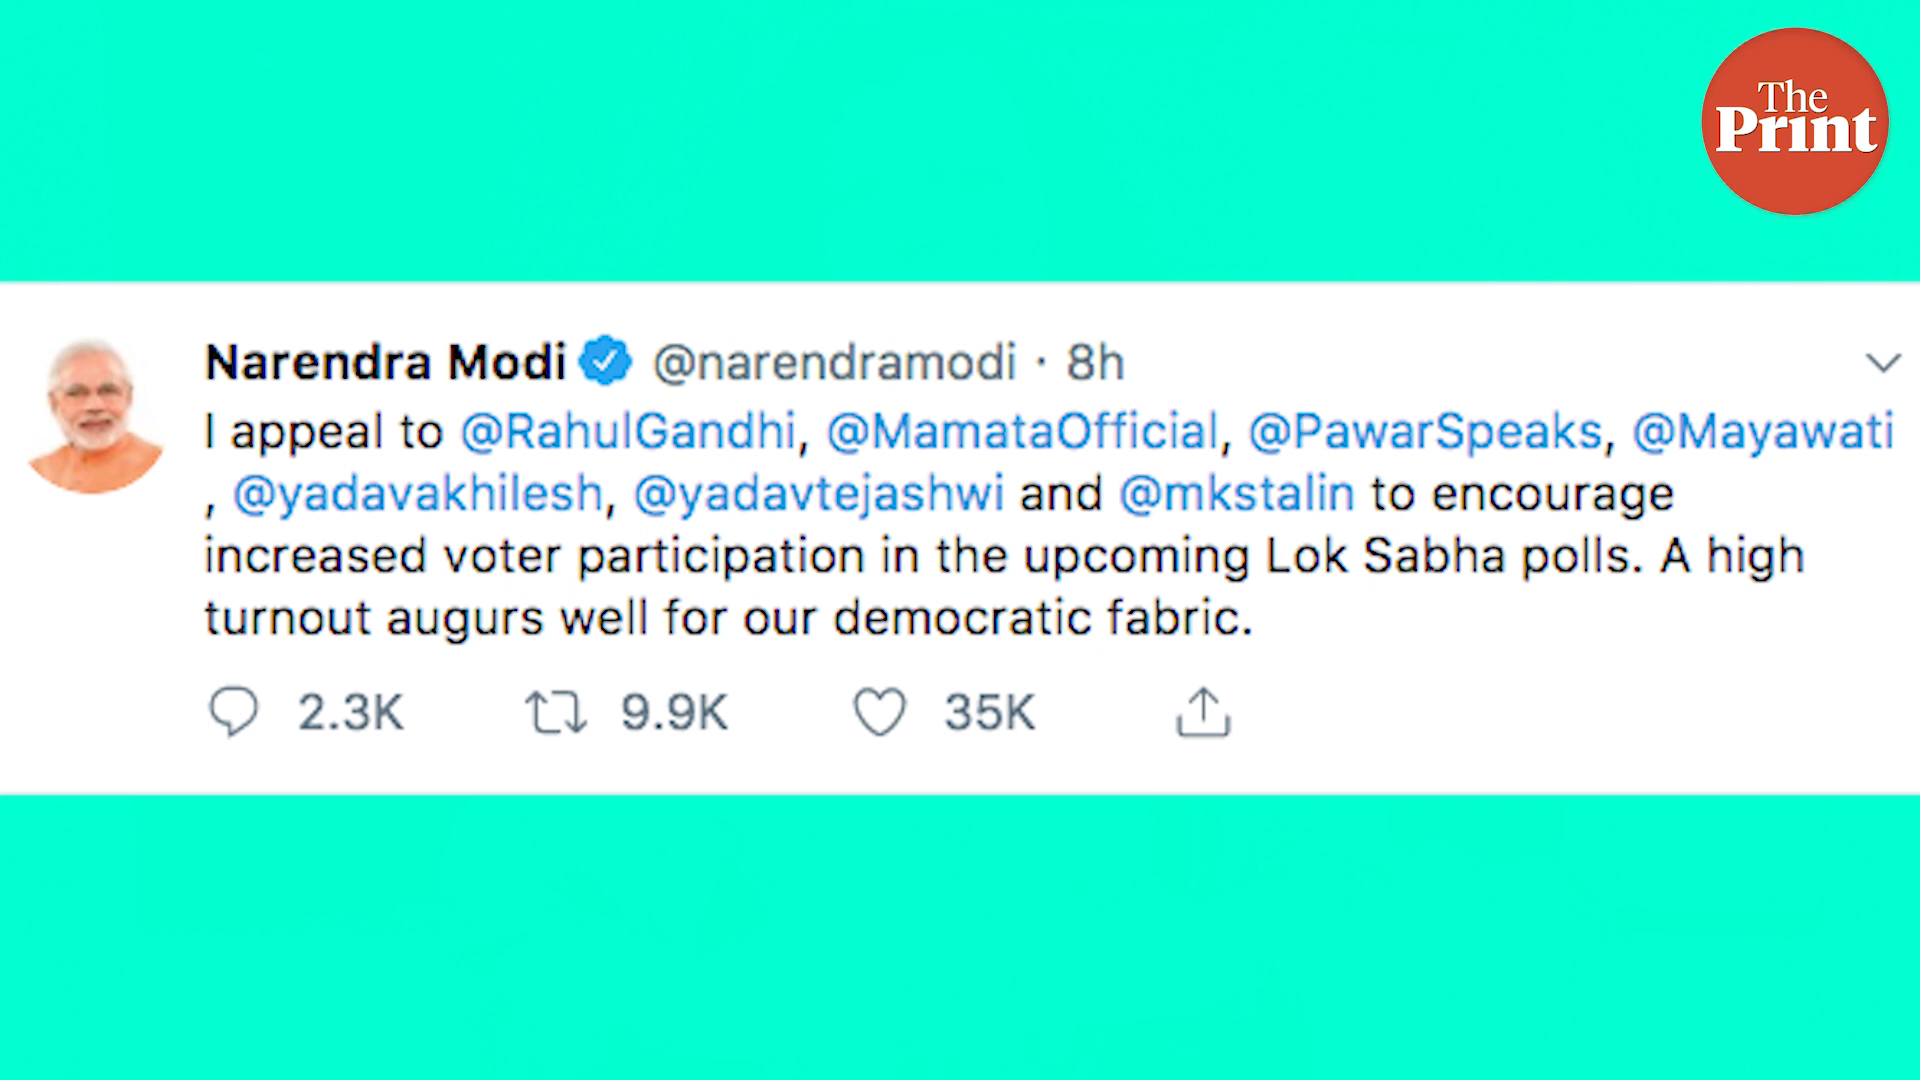 The
Print
Narendra Modi @narendramodi · 8h
I appeal to @RahulGandhi, @MamataOfficial, @PawarSpeaks, @Mayawati
, @yadavakhilesh, @yadavtejashwi and @mkstalin to encourage
increased voter participation in the upcoming Lok Sabha polls. A high
turnout augurs well for our democratic fabric.
2.3K 9.9K 35K